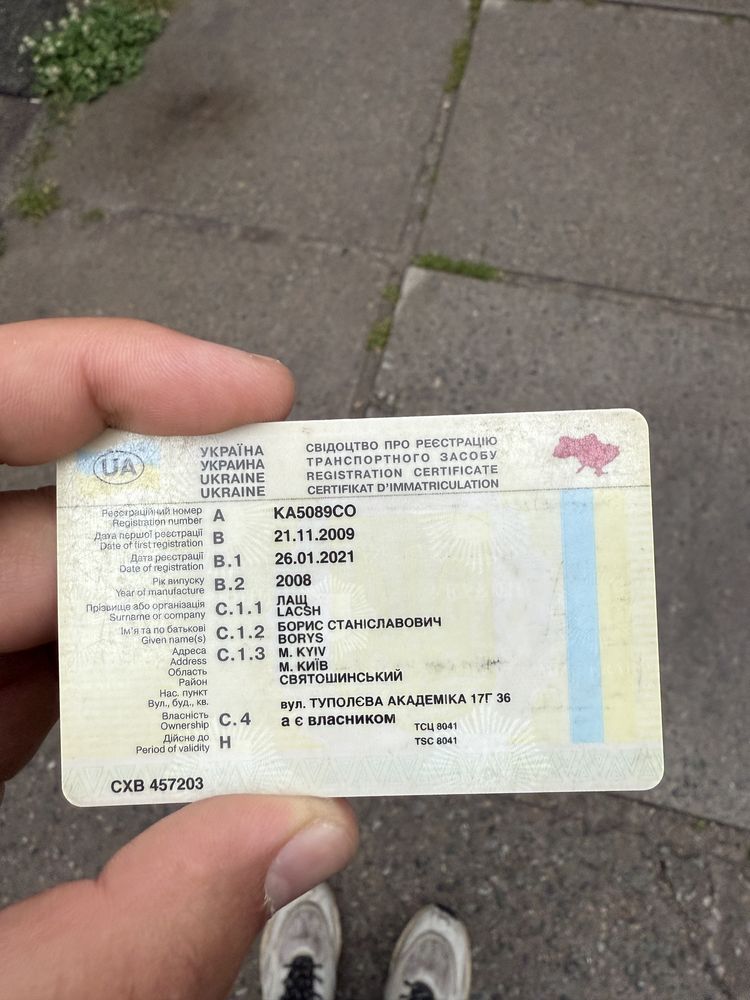 UA
УКРАЇНА
УКРАИНА
UKRAINE
UKRAINE
СВІДОЦТВО ПРО РЕЄСТРАЦІЮ
ТРАНСПОРТНОГО ЗАСОБУ
REGISTRATION CERTIFICATE
CERTIFIKAT D'IMMATRICULATION
Реєстраційний номер
Registration number
A
KA5089CO
Дата першої реєстрації
Date of first registration
B
21.11.2009
Дата реєстрації
Date of registration
B.1
26.01.2021
Рік випуску
Year of manufacture
B.2
2008
Прізвище або організація
Surname or company
C.1.1
ЛАЩ
LACSH
Ім'я та по батькові
Given name(s)
C.1.2
БОРИС СТАНІСЛАВОВИЧ
BORYS
Адреса
Address
C.1.3
M. KYIV
М. КИЇВ
Область
Район
СВЯТОШИНСЬКИЙ
Нас. пункт
Вул., буд., кв.
вул. ТУПОЛЄВА АКАДЕМІКА 17Г 36
Власність
Ownership
C.4
а є власником
Дійсне до
Period of validity
H
ТСЦ 8041
TSC 8041
СХВ 457203